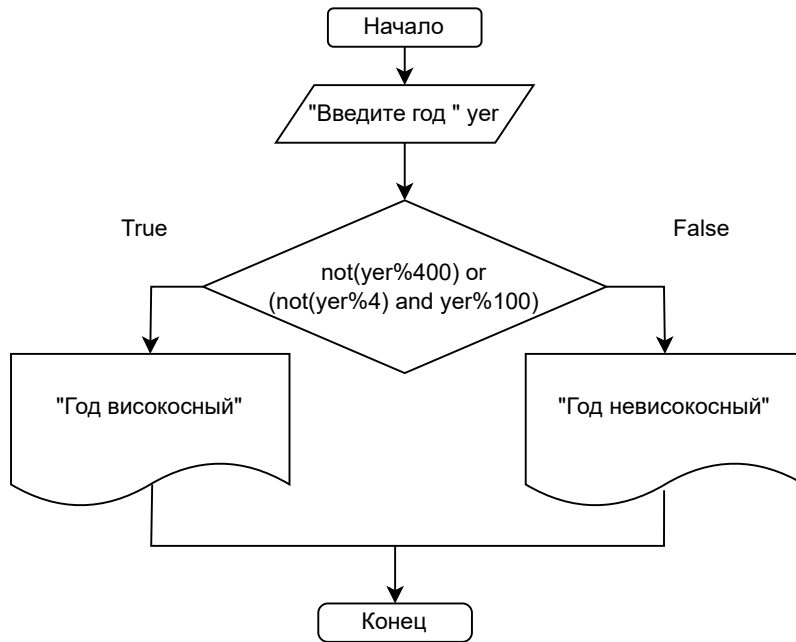 Начало
"Введите год " yer
True
False
not(yer%400) or
(not(yer%4) and yer%100)
"Год високосный"
"Год невисокосный"
Конец